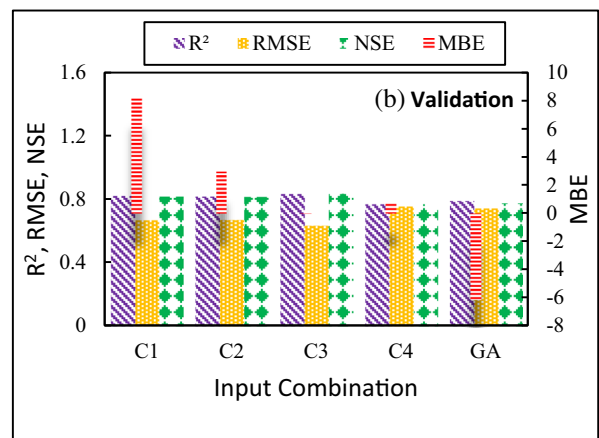 R² RMSE NSE MBE
(b) Validation
1.6
1.2
0.8
0.4
0
R², RMSE, NSE
10
8
6
4
2
0
-2
-4
-6
-8
MBE
C1 C2 C3 C4 GA
Input Combination